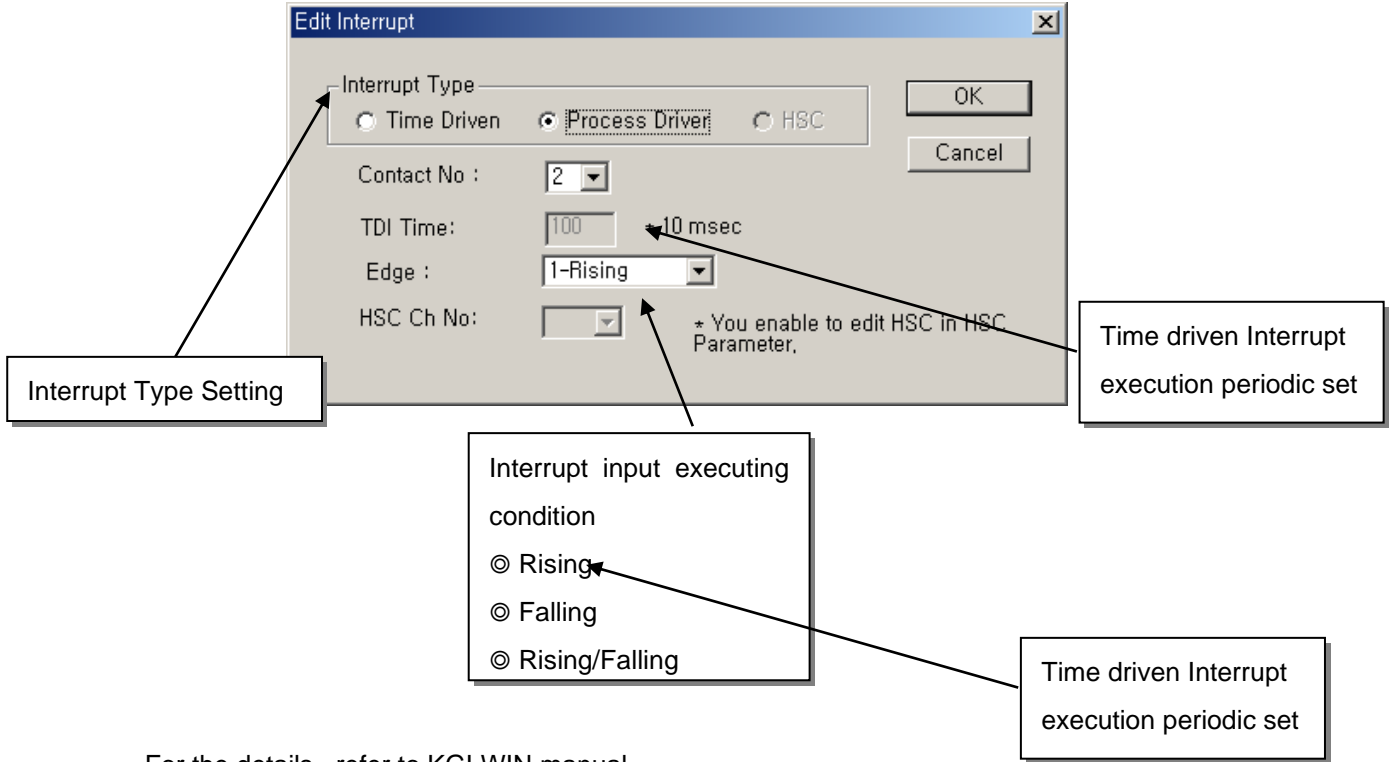 Edit Interrupt
Interrupt Type
Time Driven Process Driver HSC
OK
Cancel
Contact No : 2
TDI Time: 100 * 10 msec
Edge : 1-Rising
HSC Ch No:
* You enable to edit HSC in HSC
Parameter,
Interrupt Type Setting
Time driven Interrupt
execution periodic set
Interrupt input executing
condition
◎ Rising
◎ Falling
◎ Rising/Falling
Time driven Interrupt
execution periodic set